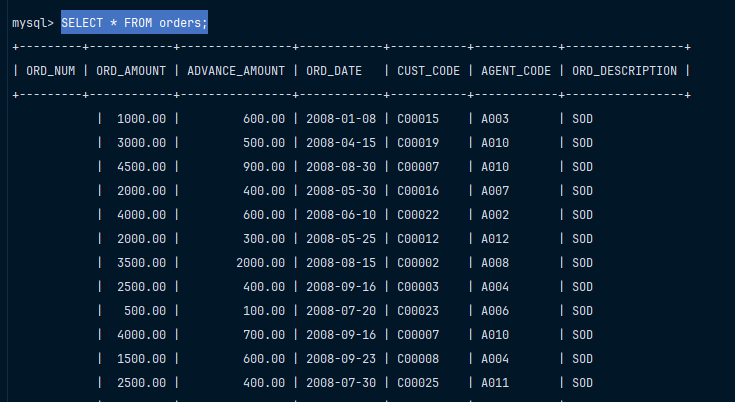 mysql> SELECT * FROM orders;
+---------+------------+----------------+------------+-----------+------------+-----------------+
| ORD_NUM | ORD_AMOUNT | ADVANCE_AMOUNT | ORD_DATE   | CUST_CODE | AGENT_CODE | ORD_DESCRIPTION |
+---------+------------+----------------+------------+-----------+------------+-----------------+
| 1000.00 | 600.00 | 2008-01-08 | C00015 | A003 | SOD
| 3000.00 | 500.00 | 2008-04-15 | C00019 | A010 | SOD
| 4500.00 | 900.00 | 2008-08-30 | C00007 | A010 | SOD
| 2000.00 | 400.00 | 2008-05-30 | C00016 | A007 | SOD
| 4000.00 | 600.00 | 2008-06-10 | C00022 | A002 | SOD
| 2000.00 | 300.00 | 2008-05-25 | C00012 | A012 | SOD
| 3500.00 | 2000.00 | 2008-08-15 | C00002 | A008 | SOD
| 2500.00 | 400.00 | 2008-09-16 | C00003 | A004 | SOD
| 500.00 | 100.00 | 2008-07-20 | C00023 | A006 | SOD
| 4000.00 | 700.00 | 2008-09-16 | C00007 | A010 | SOD
| 1500.00 | 600.00 | 2008-09-23 | C00008 | A004 | SOD
| 2500.00 | 400.00 | 2008-07-30 | C00025 | A011 | SOD